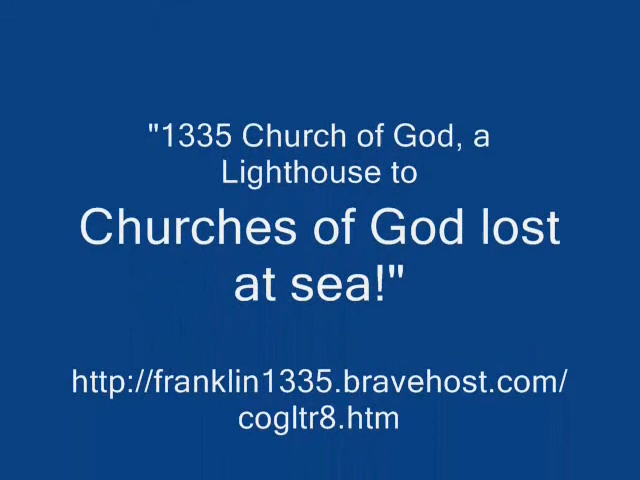 "1335 Church of God, a
Lighthouse to
Churches of God lost
at sea!"
http://franklin1335.bravehost.com/
cogltr8.htm